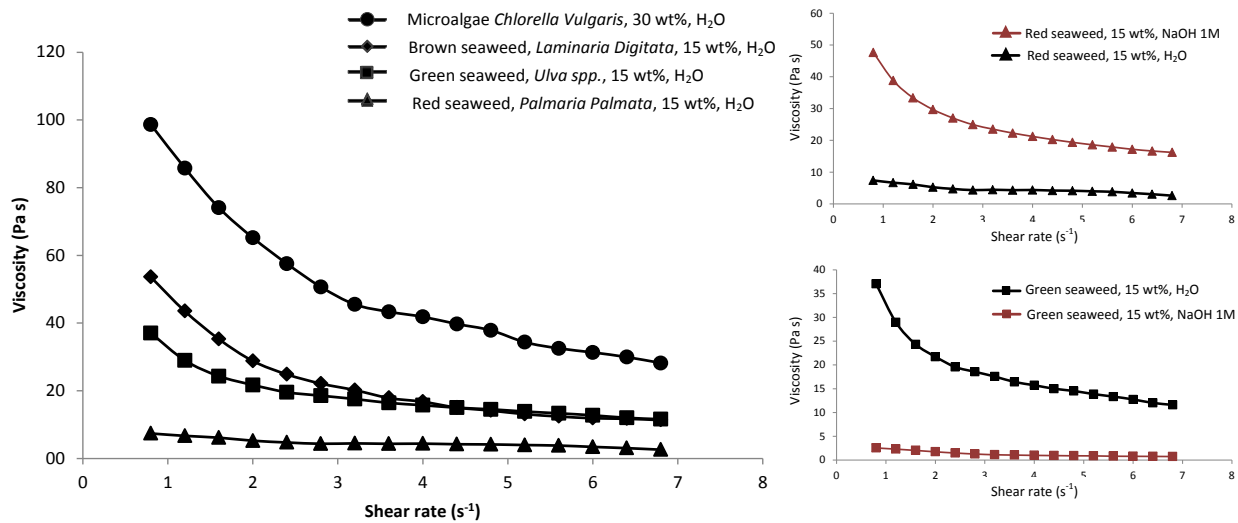 Microalgae Chlorella Vulgaris, 30 wt%, H₂O
Brown seaweed, Laminaria Digitata, 15 wt%, H₂O
Green seaweed, Ulva spp., 15 wt%, H₂O
Red seaweed, Palmaria Palmata, 15 wt%, H₂O
120
100
80
60
40
20
00
Viscosity (Pa s)
0 1 2 3 4 5 6 7 8
Shear rate (s⁻¹)
Red seaweed, 15 wt%, NaOH 1M
Red seaweed, 15 wt%, H₂O
60
50
40
30
20
10
0
Viscosity (Pa s)
0 1 2 3 4 5 6 7 8
Shear rate (s⁻¹)
Green seaweed, 15 wt%, H₂O
Green seaweed, 15 wt%, NaOH 1M
40
35
30
25
20
15
10
5
0
Viscosity (Pa s)
0 1 2 3 4 5 6 7 8
Shear rate (s⁻¹)